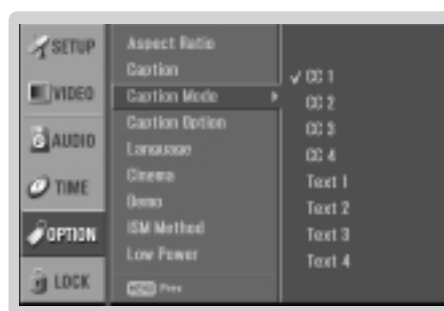 SETUP
VIDEO
AUDIO
TIME
OPTION
LOCK
Aspect Ratio
Caption
Caption Mode
Caption Option
Language
Cinema
Demo
ISM Method
Low Power
Prev
CC 1
CC 2
CC 3
CC 4
Text 1
Text 2
Text 3
Text 4